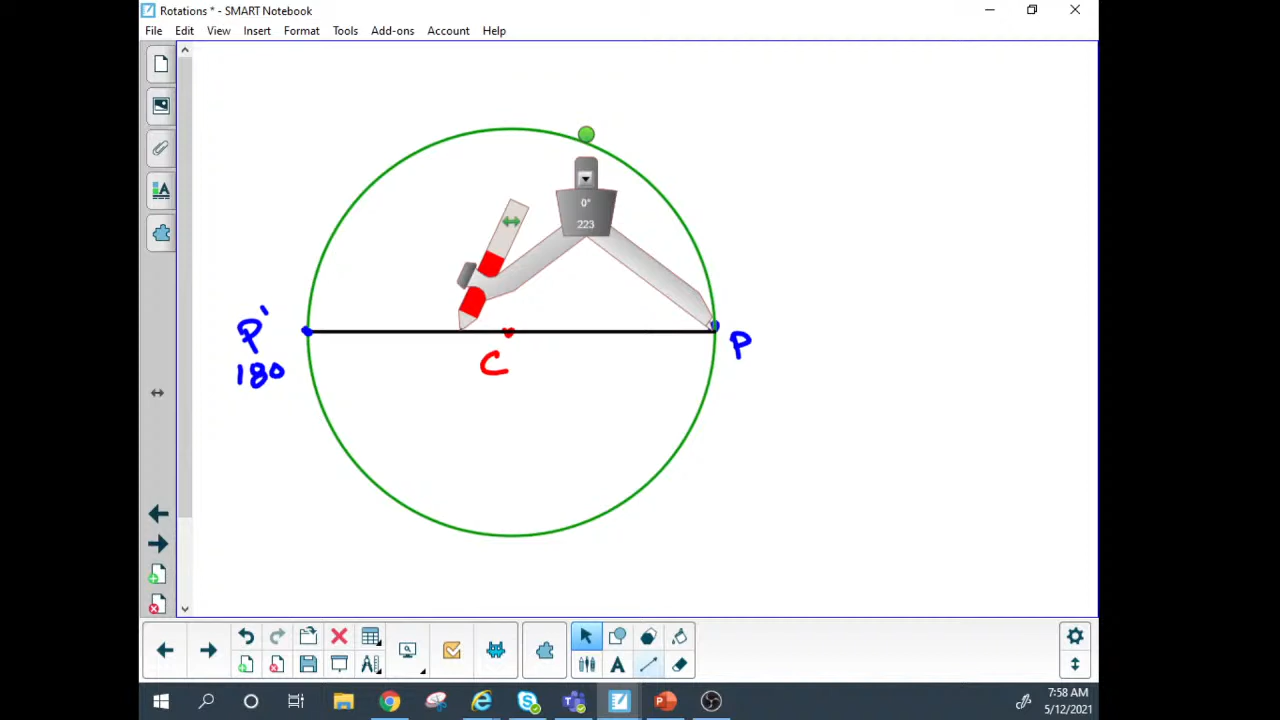 Rotations * - SMART Notebook
File Edit View Insert Format Tools Add-ons Account Help
0°
223
P'
180
P
C
7:58 AM
5/12/2021